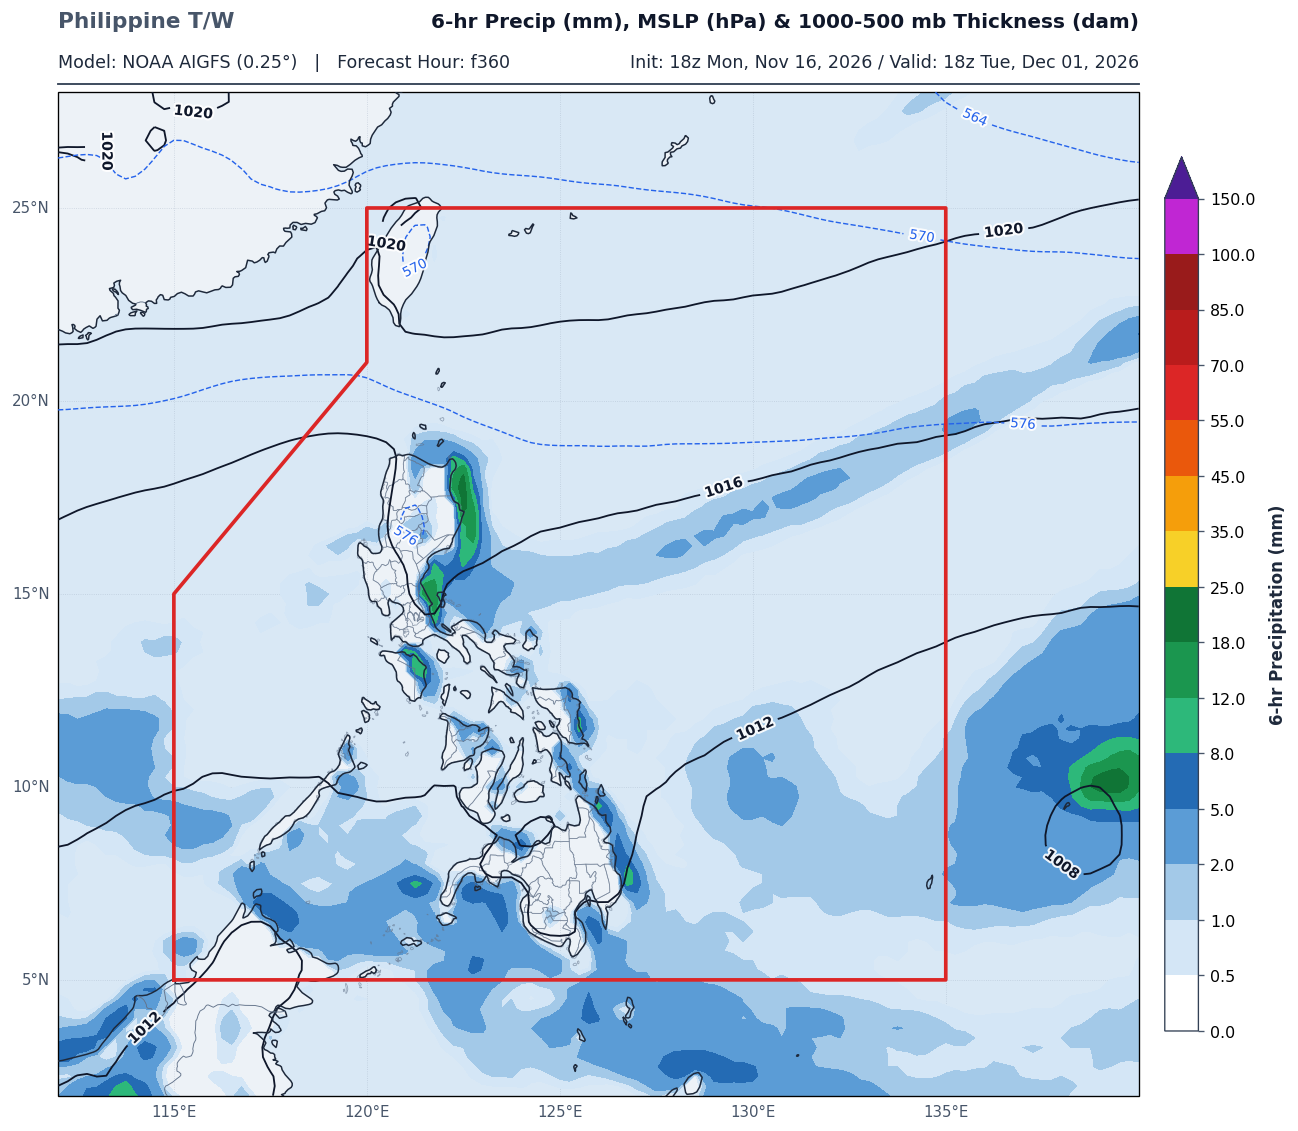 Philippine T/W
6-hr Precip (mm), MSLP (hPa) & 1000-500 mb Thickness (dam)
Model: NOAA AIGFS (0.25°) | Forecast Hour: f360
Init: 18z Mon, Nov 16, 2026 / Valid: 18z Tue, Dec 01, 2026
1020
1020
564
1020
570
1020
570
576
1016
576
1012
1008
1012
25°N
20°N
15°N
10°N
5°N
115°E
120°E
125°E
130°E
135°E
150.0
100.0
85.0
70.0
55.0
45.0
35.0
25.0
18.0
12.0
8.0
5.0
2.0
1.0
0.5
0.0
6-hr Precipitation (mm)